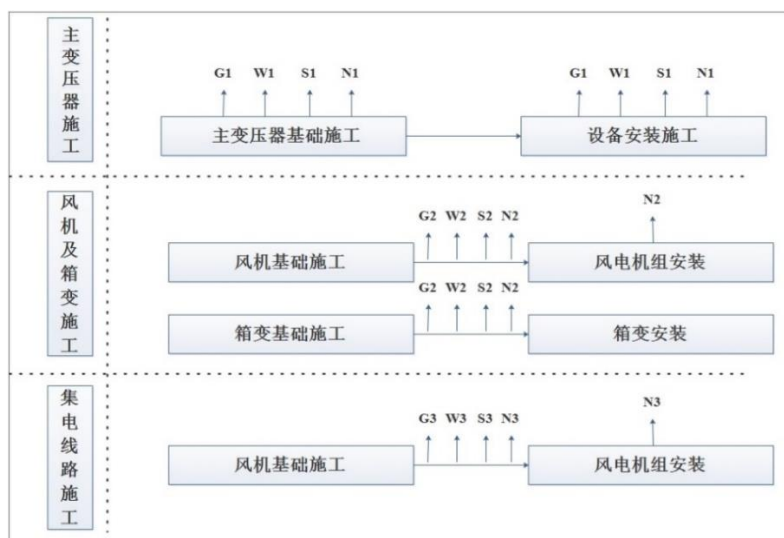 主变压器施工
G1 W1 S1 N1
G1 W1 S1 N1
主变压器基础施工
设备安装施工
风机及箱变施工
G2 W2 S2 N2
N2
风机基础施工
风电机组安装
G2 W2 S2 N2
箱变基础施工
箱变安装
集电线路施工
G3 W3 S3 N3
N3
风机基础施工
风电机组安装